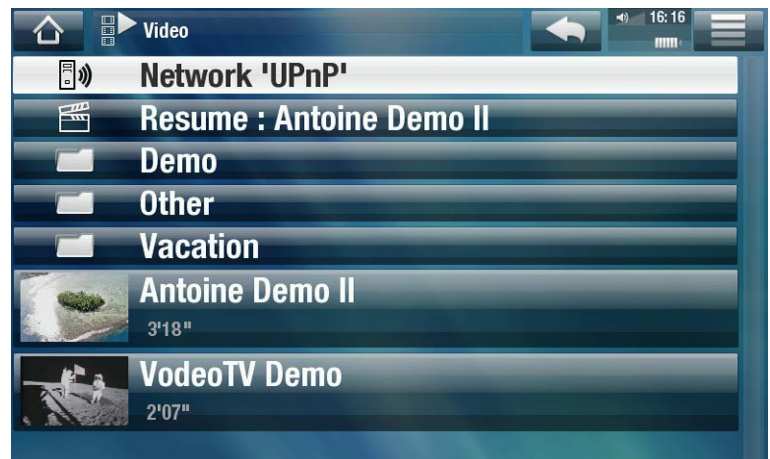 Video
16:16
Network 'UPnP'
Resume : Antoine Demo II
Demo
Other
Vacation
Antoine Demo II
3'18"
VodeoTV Demo
2'07"